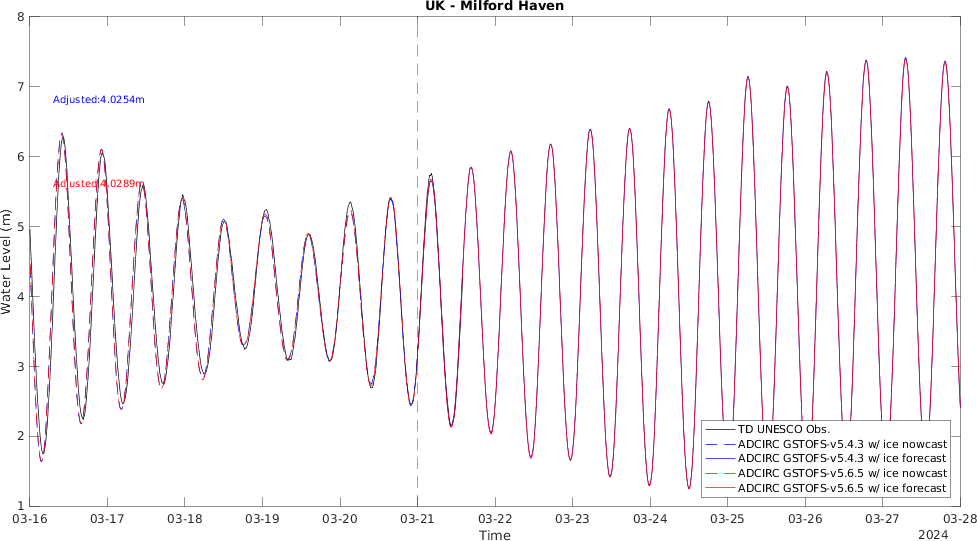 UK - Milford Haven
8
7
6
5
4
3
2
1
Water Level (m)
Adjusted:4.0254m
Adjusted:4.0289m
TD UNESCO Obs.
ADCIRC GSTOFS-v5.4.3 w/ ice nowcast
ADCIRC GSTOFS-v5.4.3 w/ ice forecast
ADCIRC GSTOFS-v5.6.5 w/ ice nowcast
ADCIRC GSTOFS-v5.6.5 w/ ice forecast
03-16 03-17 03-18 03-19 03-20 03-21 03-22 03-23 03-24 03-25 03-26 03-27 03-28
Time
2024